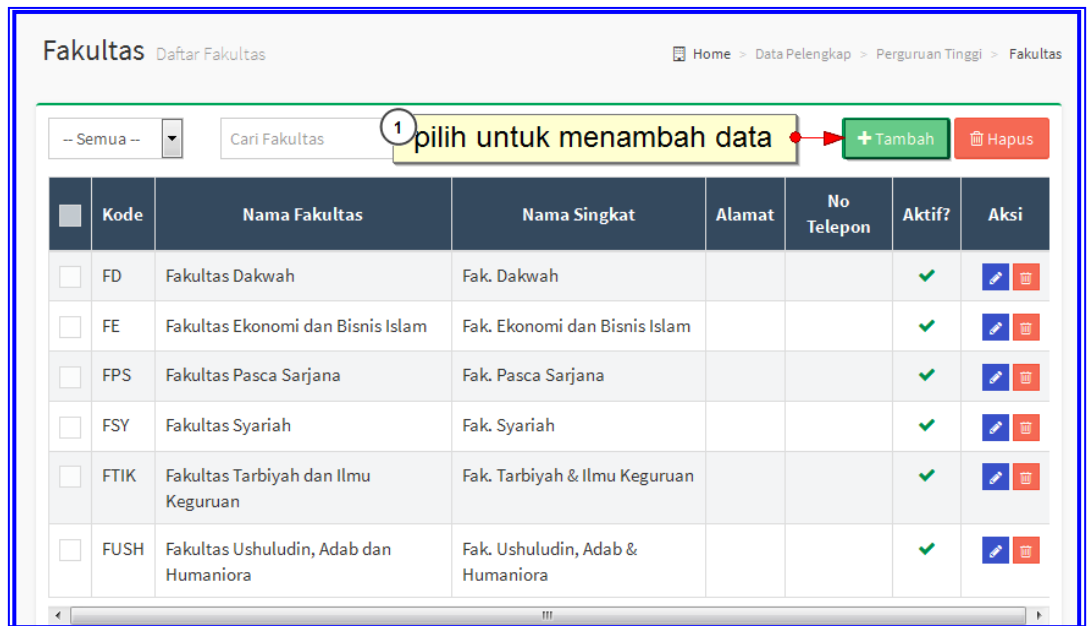 Fakultas Daftar Fakultas
Home > Data Pelengkap > Perguruan Tinggi > Fakultas
-- Semua --
Cari Fakultas
1 pilih untuk menambah data
+Tambah
Hapus
Kode Nama Fakultas Nama Singkat Alamat No Telepon Aktif? Aksi
FD Fakultas Dakwah Fak. Dakwah
FE Fakultas Ekonomi dan Bisnis Islam Fak. Ekonomi dan Bisnis Islam
FPS Fakultas Pasca Sarjana Fak. Pasca Sarjana
FSY Fakultas Syariah Fak. Syariah
FTIK Fakultas Tarbiyah dan Ilmu Keguruan Fak. Tarbiyah & Ilmu Keguruan
FUSH Fakultas Ushuludin, Adab dan Humaniora Fak. Ushuludin, Adab & Humaniora